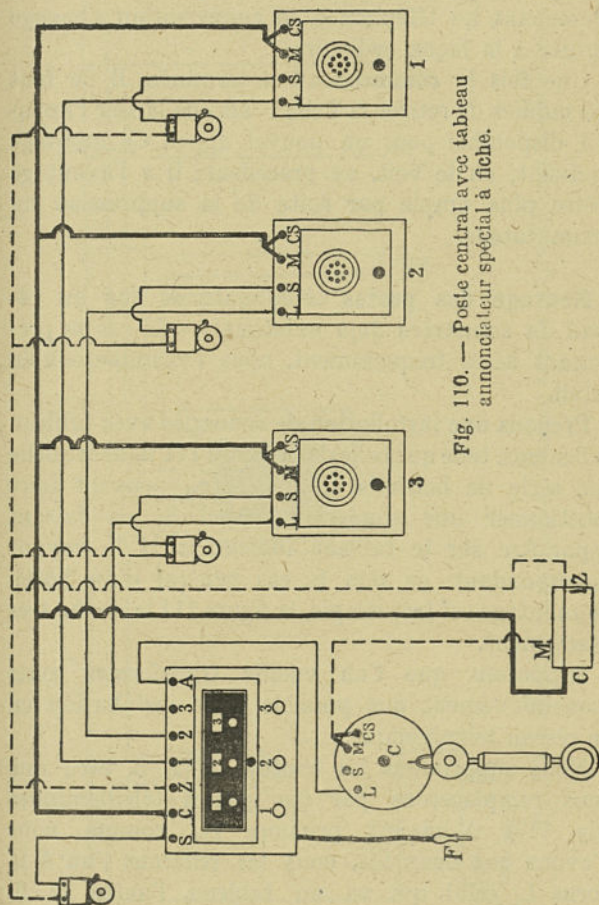 CS
M
S
L
1
CS
M
S
L
2
CS
M
S
L
3
S
C
Z
1
2
3
A
1
2
3
1
2
3
F
L
S
M
CS
C
M
C
Z
Fig. 110. — Poste central avec tableau
annonciateur spécial à fiche.